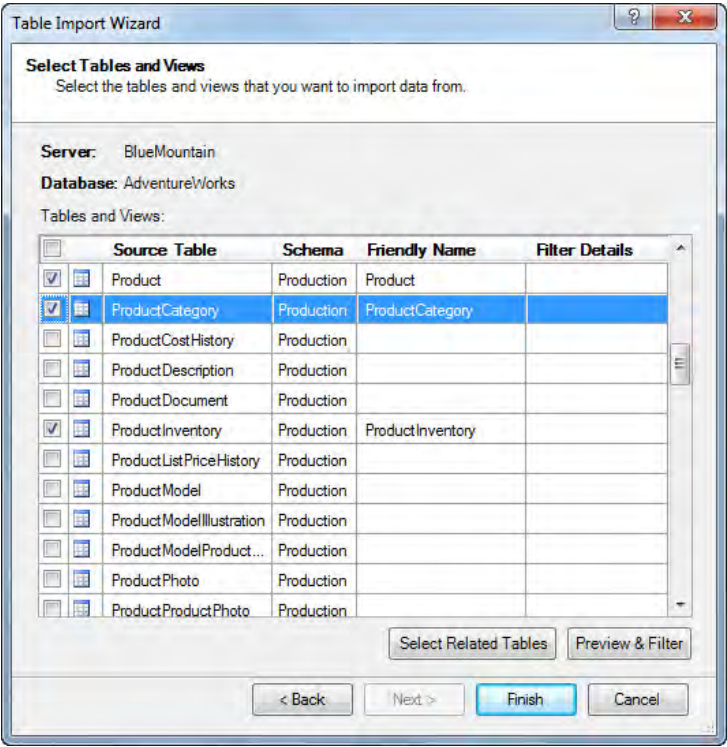 Table Import Wizard
Select Tables and Views
Select the tables and views that you want to import data from.
Server: BlueMountain
Database: AdventureWorks
Tables and Views:
Source Table Schema Friendly Name Filter Details
Product Production Product
ProductCategory Production ProductCategory
ProductCostHistory Production
ProductDescription Production
ProductDocument Production
ProductInventory Production ProductInventory
ProductListPriceHistory Production
ProductModel Production
ProductModelIllustration Production
ProductModelProduct... Production
ProductPhoto Production
ProductProductPhoto Production
Select Related Tables Preview & Filter
< Back Next > Finish Cancel